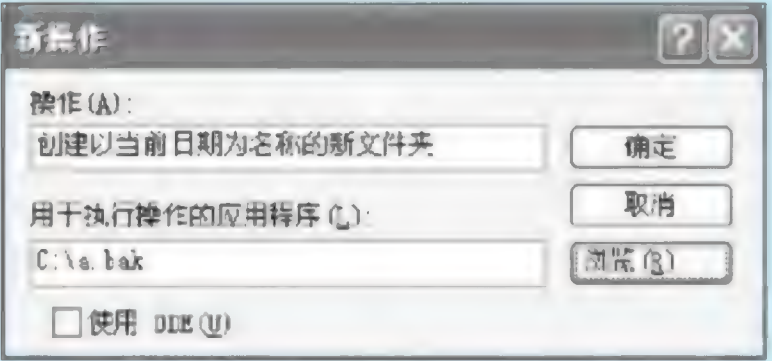 新操作
操作(A):
创建以当前日期为名称的新文件夹
确定
用于执行操作的应用程序(L):
取消
C:\a.bak
浏览(R)
使用 DDE(U)